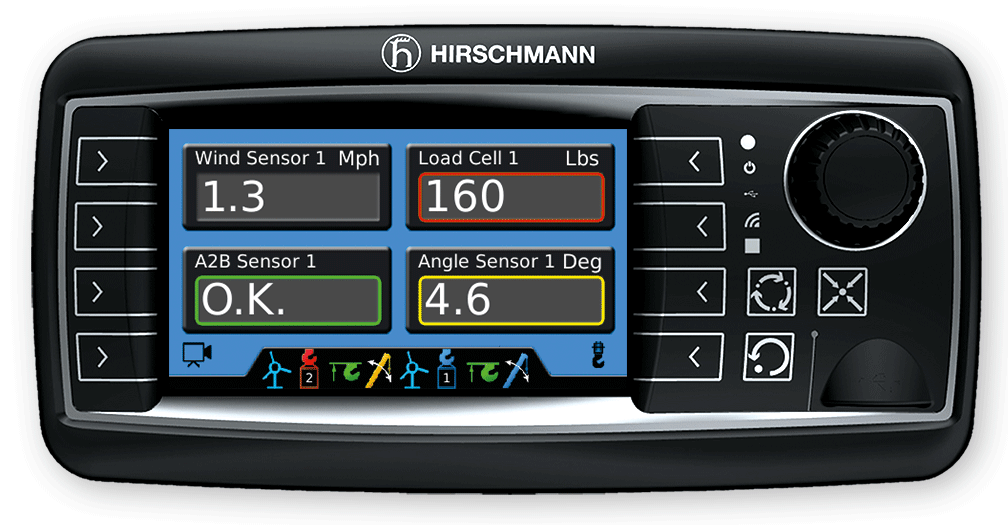 HIRSCHMANN
Wind Sensor 1 Mph
1.3
Load Cell 1 Lbs
160
A2B Sensor 1
O.K.
Angle Sensor 1 Deg
4.6
2
1